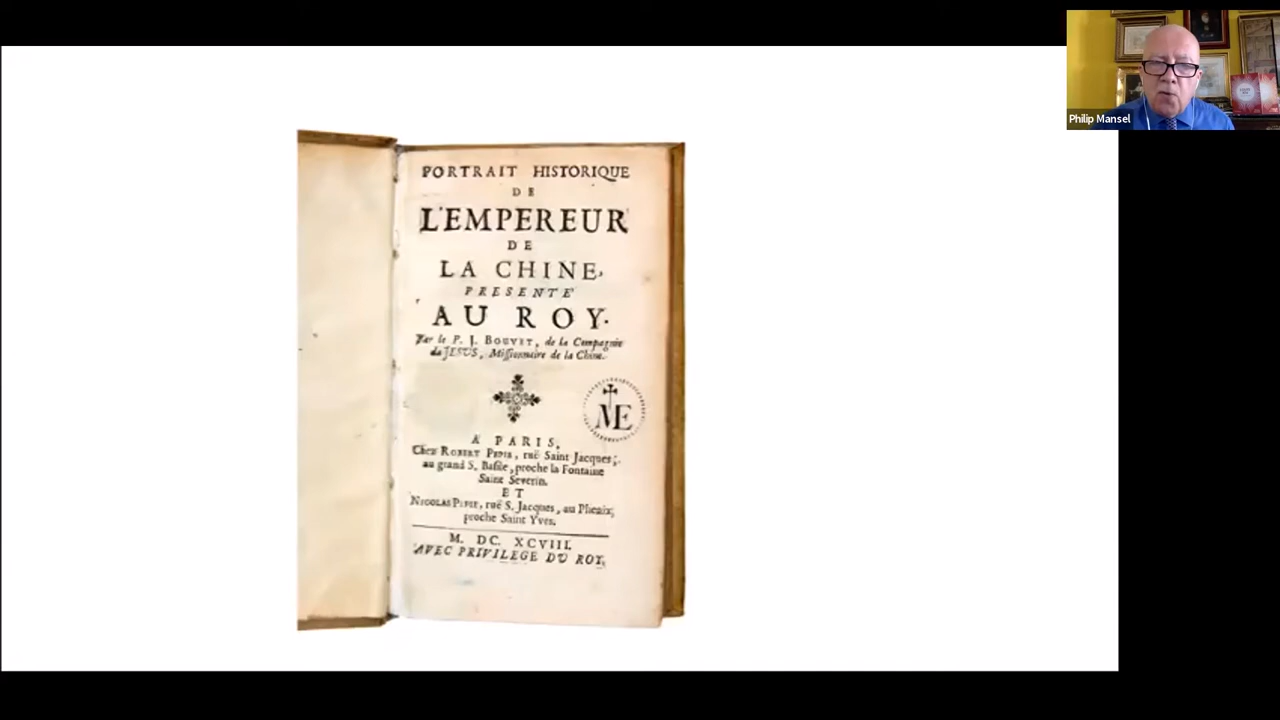 PORTRAIT HISTORIQUE
DE
L'EMPEREUR
DE
LA CHINE,
PRESENTÉ
AU ROY.
Par le P. J. BOUVET, de la Compagnie
de JESUS, Missionnaire de la Chine.
ME
A PARIS,
Chez ROBERT PEPIE, ruë Saint Jacques,
au grand S. Basile, proche la Fontaine
Saint Severin.
ET
NICOLAS PEPIE, ruë S. Jacques, au
proche Saint Yves.
M. DC. XCVIII.
AVEC PRIVILEGE DU ROY.
Philip Mansel